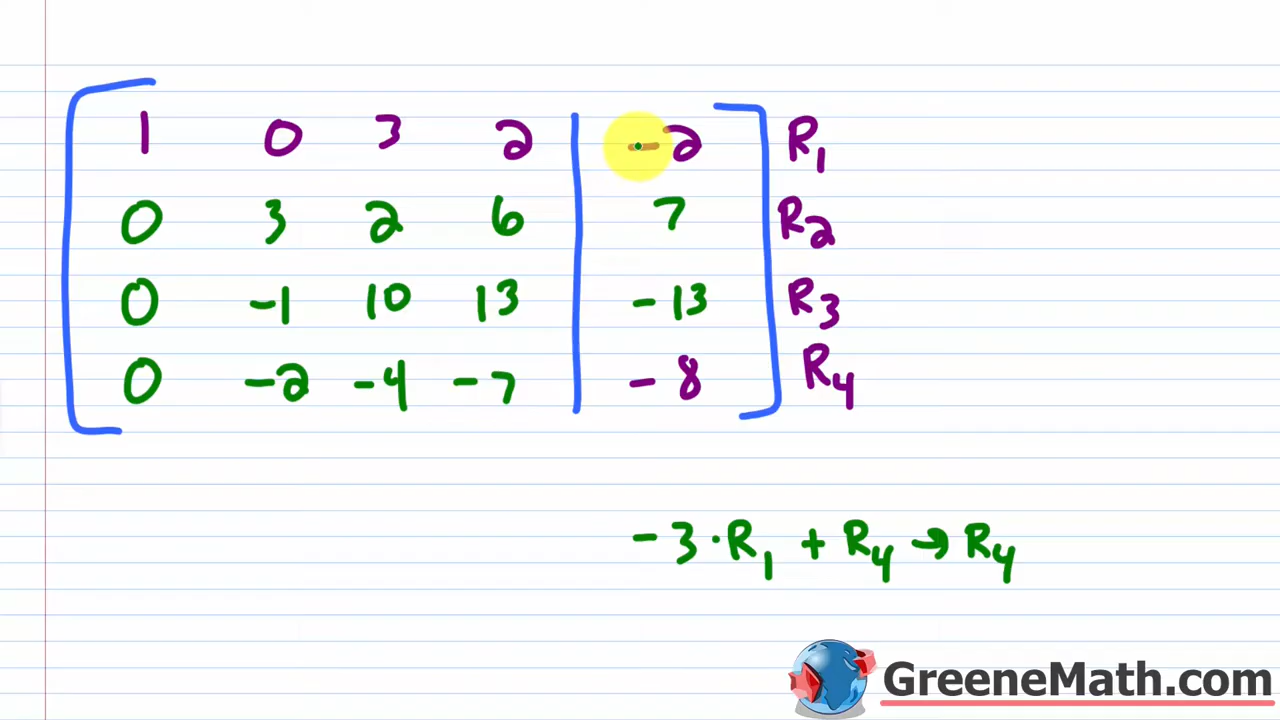 1 0 3 2 -2 R1
0 3 2 6 7 R2
0 -1 10 13 -13 R3
0 -2 -4 -7 -8 R4
-3·R1 + R4 → R4
GreeneMath.com